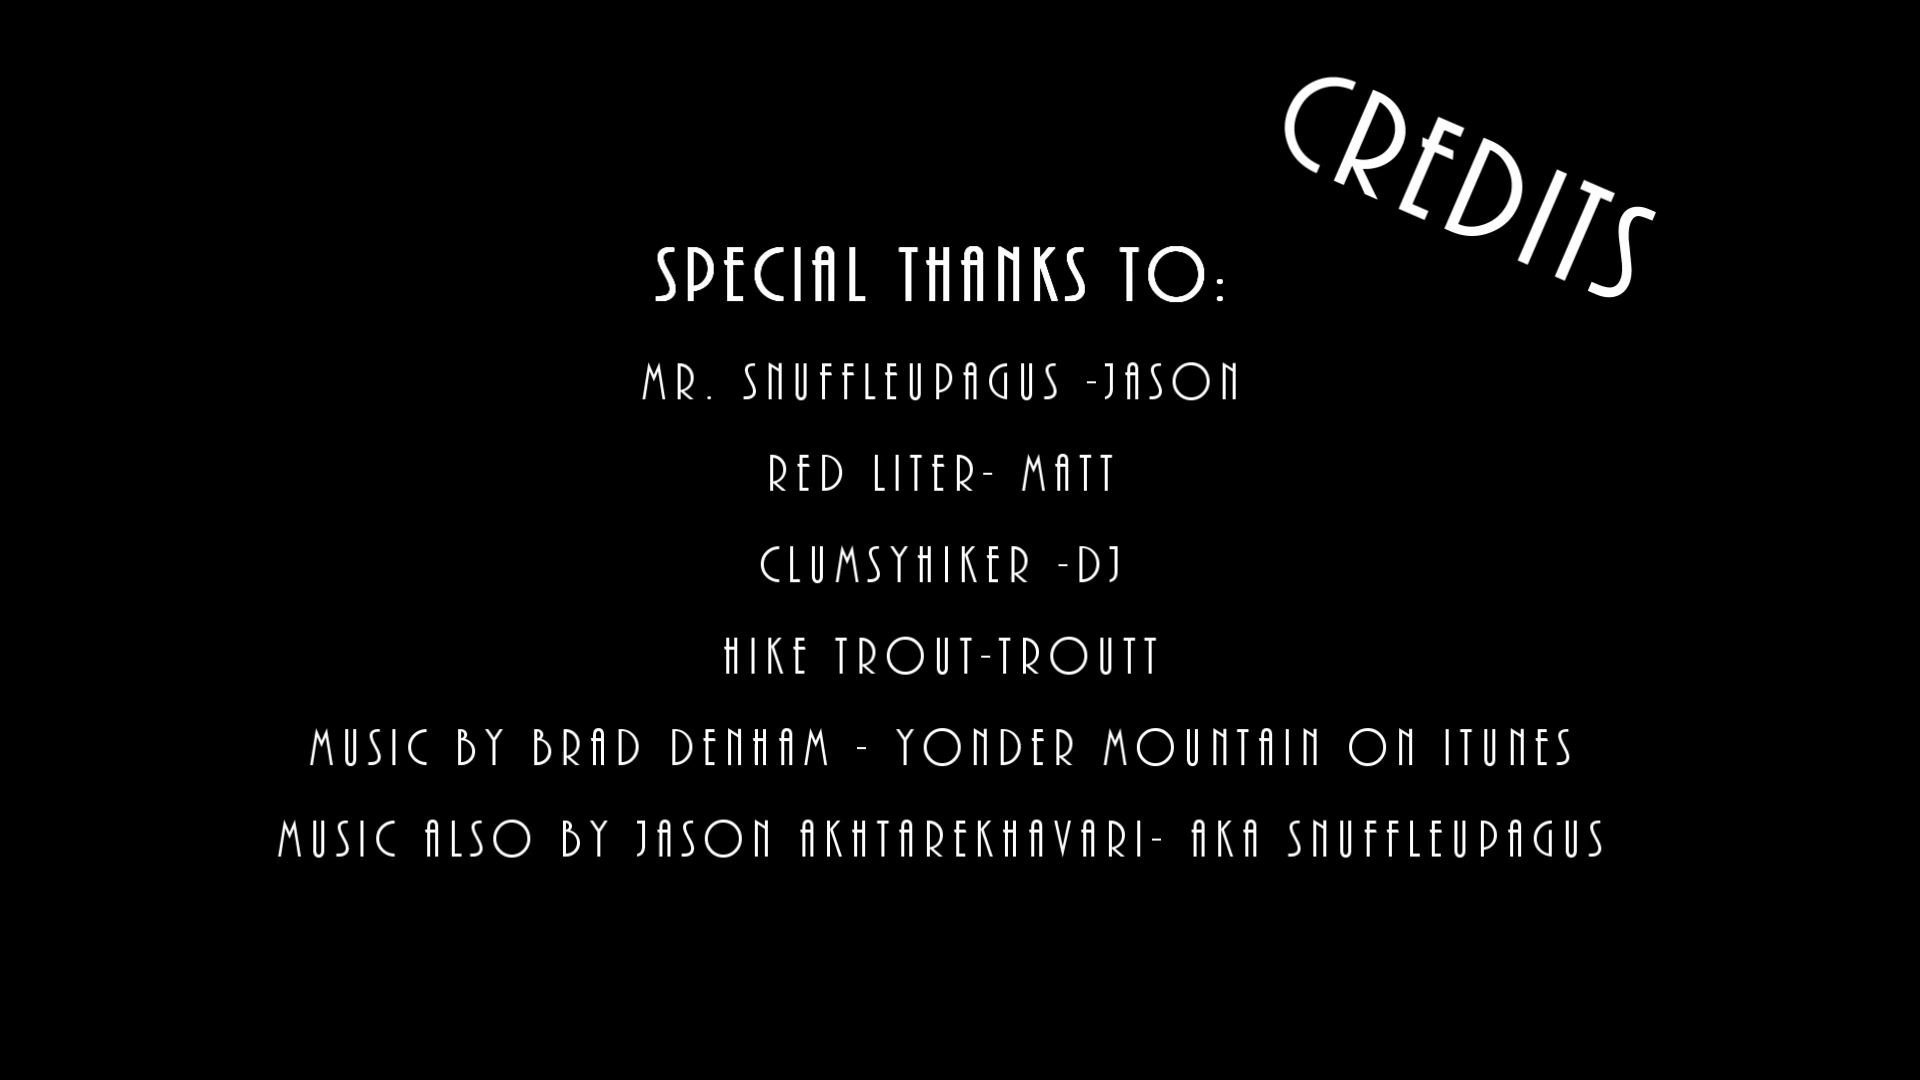 CREDITS
SPECIAL THANKS TO:
MR. SNUFFLEUPAGUS -JASON
RED LITER- MATT
CLUMSYHIKER -DJ
HIKE TROUT-TROUTT
MUSIC BY BRAD DENHAM - YONDER MOUNTAIN ON ITUNES
MUSIC ALSO BY JASON AKHTAREKHAVARI- AKA SNUFFLEUPAGUS